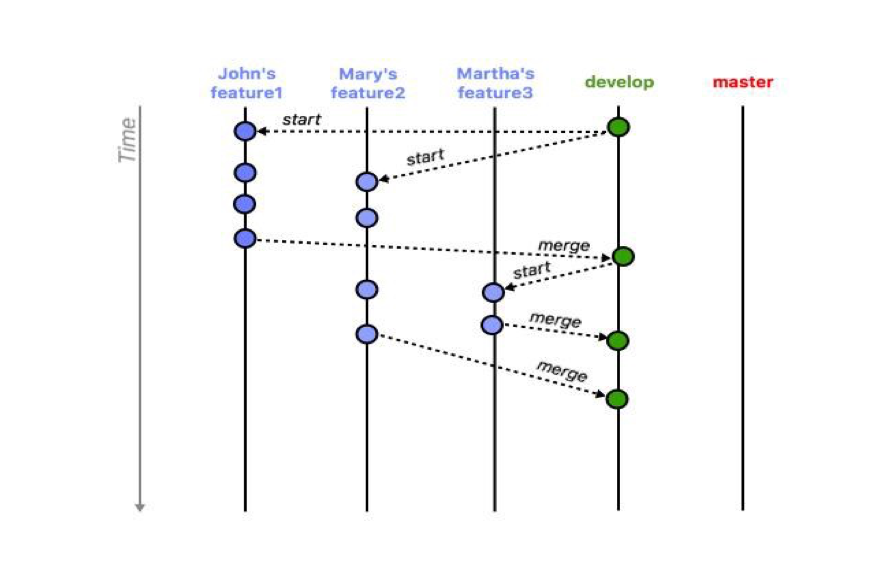 John's
feature1
Mary's
feature2
Martha's
feature3
develop
master
Time
start
start
merge
start
merge
merge